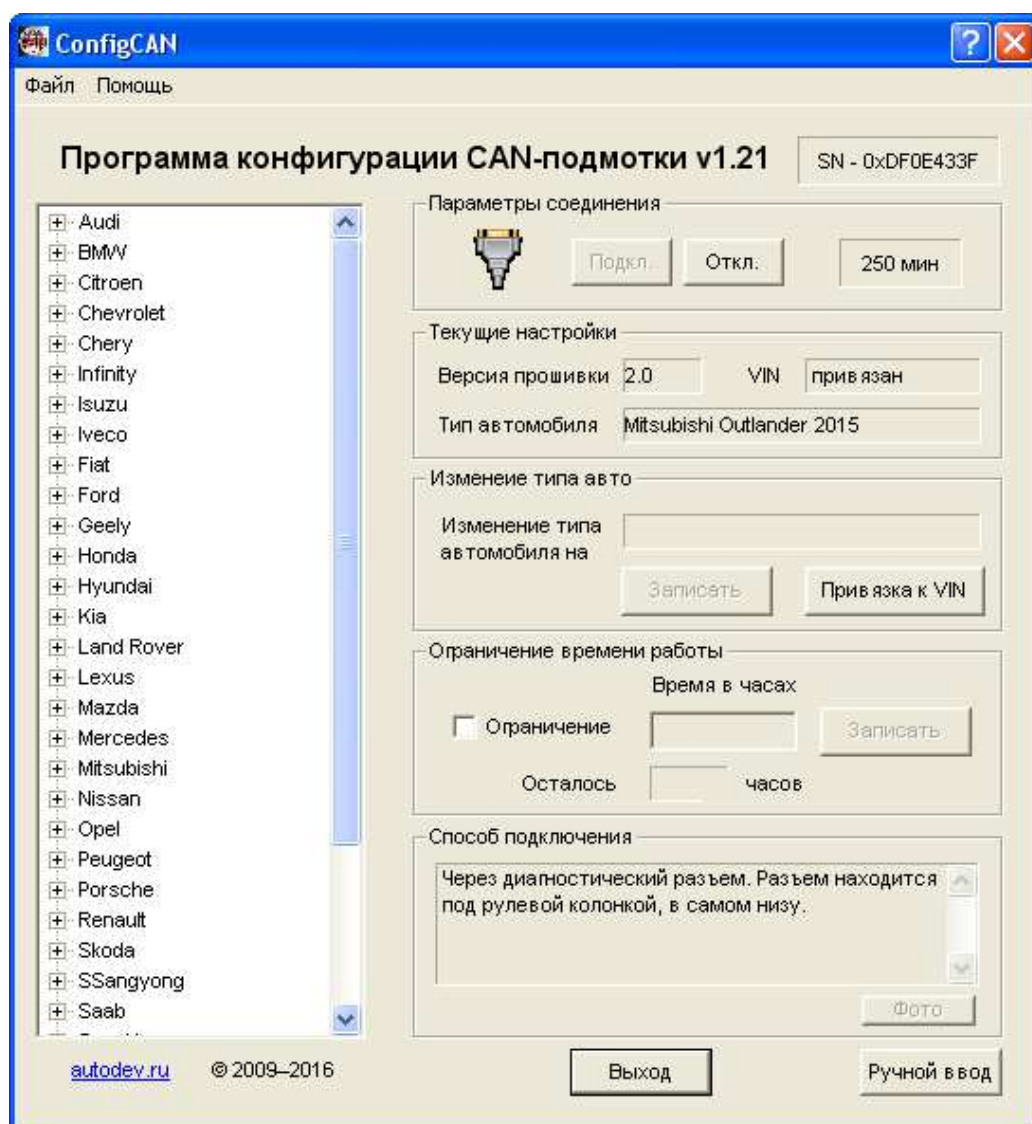 ConfigCAN
Файл Помощь
Программа конфигурации CAN-подмотки v1.21
SN - 0xDF0E433F
Audi
BMW
Citroen
Chevrolet
Chery
Infinity
Isuzu
Iveco
Fiat
Ford
Geely
Honda
Hyundai
Kia
Land Rover
Lexus
Mazda
Mercedes
Mitsubishi
Nissan
Opel
Peugeot
Porsche
Renault
Skoda
SSangyong
Saab
Параметры соединения
Подкл. Откл. 250 мин
Текущие настройки
Версия прошивки 2.0 VIN привязан
Тип автомобиля Mitsubishi Outlander 2015
Изменеие типа авто
Изменение типа
автомобиля на
Записать Привязка к VIN
Ограничение времени работы
Время в часах
Ограничение Записать
Осталось часов
Способ подключения
Через диагностический разъем. Разъем находится
под рулевой колонкой, в самом низу.
Фото
autodev.ru © 2009–2016 Выход Ручной ввод